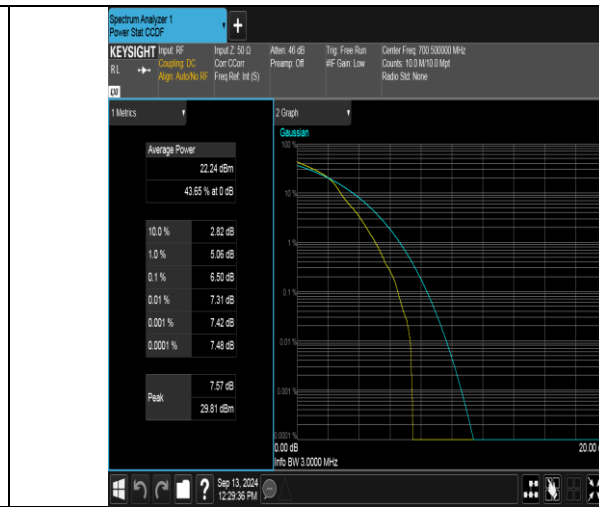 Spectrum Analyzer 1
Power Stat CCDF
+
KEYSIGHT Input: RF Input Z: 50 Ω Atten: 46 dB Trig: Free Run Center Freq: 700.500000 MHz
RL Coupling: DC Corr CCorr Preamp: Off #IF Gain: Low Counts: 10.0 M/10.0 Mpt
Align: Auto/No RF Freq Ref: Int (S) Radio Std: None
LXI
1 Metrics
2 Graph
Gaussian
Average Power
22.24 dBm
43.65 % at 0 dB
10.0 % 2.82 dB
1.0 % 5.06 dB
0.1 % 6.50 dB
0.01 % 7.31 dB
0.001 % 7.42 dB
0.0001 % 7.48 dB
Peak 7.57 dB
29.81 dBm
100 %
10 %
1 %
0.1 %
0.01 %
0.001 %
0.0001 %
0.00 dB 20.00
Info BW 3.0000 MHz
? Sep 13, 2024
12:29:36 PM